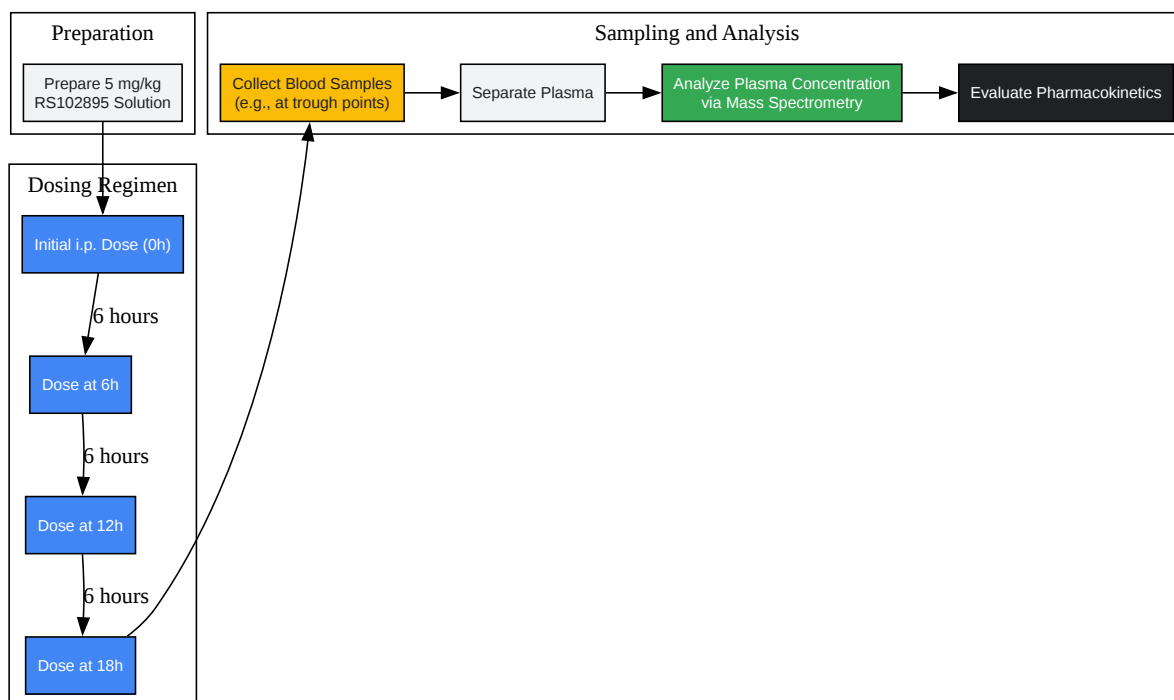 Preparation
Prepare 5 mg/kg
RS102895 Solution
Dosing Regimen
Initial i.p. Dose (0h)
6 hours
Dose at 6h
6 hours
Dose at 12h
6 hours
Dose at 18h
Sampling and Analysis
Collect Blood Samples
(e.g., at trough points)
Separate Plasma
Analyze Plasma Concentration
via Mass Spectrometry
Evaluate Pharmacokinetics